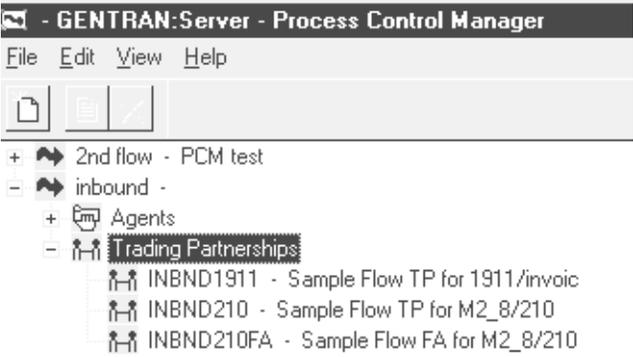 - GENTRAN:Server - Process Control Manager
File Edit View Help
2nd flow - PCM test
inbound -
Agents
Trading Partnerships
INBND1911 - Sample Flow TP for 1911/invoic
INBND210 - Sample Flow TP for M2_8/210
INBND210FA - Sample Flow FA for M2_8/210